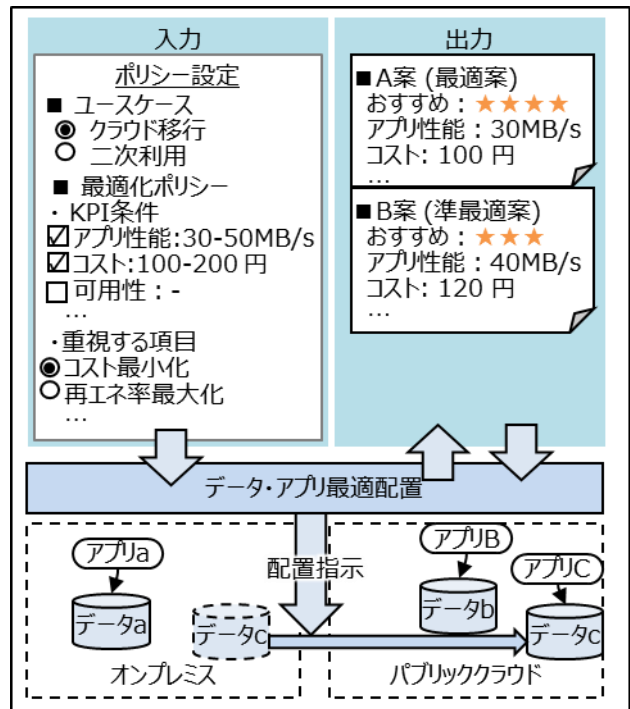 入力
ポリシー設定
■ ユースケース
◉ クラウド移行
○ 二次利用
■ 最適化ポリシー
・ KPI条件
☑アプリ性能:30-50MB/s
☑コスト:100-200 円
□可用性：-
…
・重視する項目
◉コスト最小化
○再エネ率最大化
…
出力
■A案 (最適案)
おすすめ：★★★★
アプリ性能：30MB/s
コスト: 100 円
…
■B案 (準最適案)
おすすめ：★★★
アプリ性能：40MB/s
コスト: 120 円
…
データ・アプリ最適配置
配置指示
アプリa
データa
データc
オンプレミス
アプリB
データb
アプリC
データc
パブリッククラウド